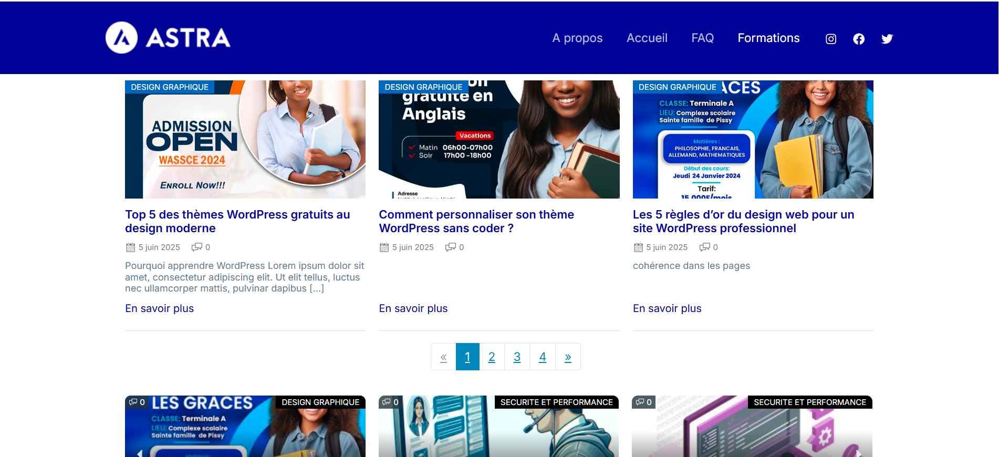 ASTRA
A propos Accueil FAQ Formations
DESIGN GRAPHIQUE
ADMISSION
OPEN
WASSCE 2024
ENROLL NOW!!!
DESIGN GRAPHIQUE
gratuite en
Anglais
Vacations
Matin 06h00-07h00
Soir 17h00-18h00
Adresse
DESIGN GRAPHIQUE
ACES
CLASSE: Terminale A
LIEU: Complexe scolaire
Sainte famille de Pissy
Matières :
PHILOSOPHIE, FRANCAIS,
ALLEMAND, MATHEMATIQUES
Début des cours:
Jeudi 24 Janvier 2024
Tarif:
15 000F/mois
Top 5 des thèmes WordPress gratuits au
design moderne
5 juin 2025 0
Pourquoi apprendre WordPress Lorem ipsum dolor sit
amet, consectetur adipiscing elit. Ut elit tellus, luctus
nec ullamcorper mattis, pulvinar dapibus [...]
En savoir plus
Comment personnaliser son thème
WordPress sans coder ?
5 juin 2025 0
En savoir plus
Les 5 règles d’or du design web pour un
site WordPress professionnel
5 juin 2025 0
cohérence dans les pages
En savoir plus
« 1 2 3 4 »
0 DESIGN GRAPHIQUE
LES GRACES
CLASSE: Terminale A
LIEU: Complexe scolaire
Sainte famille de Pissy
Matières :
0 SECURITE ET PERFORMANCE
0 SECURITE ET PERFORMANCE